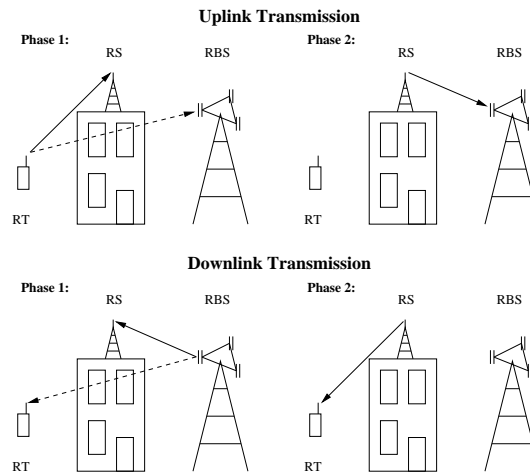 Uplink Transmission
Phase 1:
RS
RBS
RT
Phase 2:
RS
RBS
RT
Downlink Transmission
Phase 1:
RS
RBS
RT
Phase 2:
RS
RBS
RT